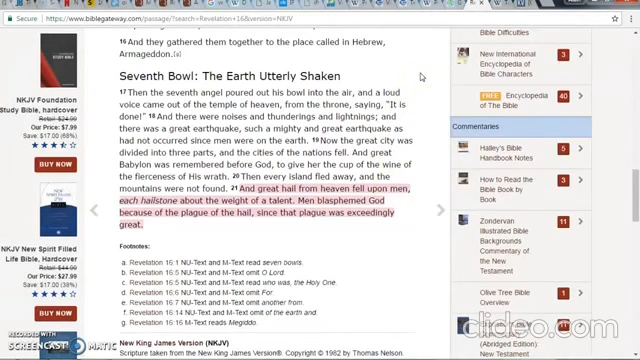 Secure
https://www.biblegateway.com/passage/?search=Revelation 16&version=NKJV
NKJV Foundation
Study Bible, hardcover
Retail: $24.99
Our Price: $7.99
Save: $17.00 (68%)
BUY NOW
NKJV New Spirit Filled
Life Bible, Hardcover
Retail: $44.99
Our Price: $27.99
Save: $17.00 (38%)
BUY NOW
16 And they gathered them together to the place called in Hebrew,
Armageddon.[g]
Seventh Bowl: The Earth Utterly Shaken
17 Then the seventh angel poured out his bowl into the air, and a loud
voice came out of the temple of heaven, from the throne, saying, "It is
done!" 18 And there were noises and thunderings and lightnings; and
there was a great earthquake, such a mighty and great earthquake as
had not occurred since men were on the earth. 19 Now the great city was
divided into three parts, and the cities of the nations fell. And great
Babylon was remembered before God, to give her the cup of the wine of
the fierceness of His wrath. 20 Then every island fled away, and the
mountains were not found. 21 And great hail from heaven fell upon men,
each hailstone about the weight of a talent. Men blasphemed God
because of the plague of the hail, since that plague was exceedingly
great.
Footnotes:
a. Revelation 16:1 NU-Text and M-Text read seven bowls.
b. Revelation 16:5 NU-Text and M-Text omit O Lord.
c. Revelation 16:5 NU-Text and M-Text read who was, the Holy One.
d. Revelation 16:6 NU-Text and M-Text omit For.
e. Revelation 16:7 NU-Text and M-Text omit another from.
f. Revelation 16:14 NU-Text and M-Text omit of the earth and.
g. Revelation 16:16 M-Text reads Megiddo.
New King James Version (NKJV)
Scripture taken from the New King James Version®. Copyright © 1982 by Thomas Nelson.
Bible Difficulties
New International
Encyclopedia of
Bible Characters
3
FREE Encyclopedia
of The Bible
40
Commentaries
Halley's Bible
Handbook Notes
5
How to Read the
Bible Book by
Book
3
Zondervan
Illustrated Bible
Backgrounds
Commentary of
the New
Testament
11
Olive Tree Bible
Overview
1
(Abridged Edition)
New Testament
11
RECORDED WITH
SCREENCAST MATIC
clideo.com